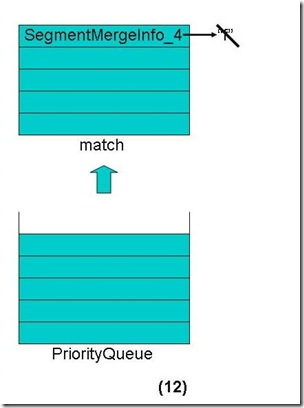 SegmentMergeInfo_4
match
PriorityQueue
(12)